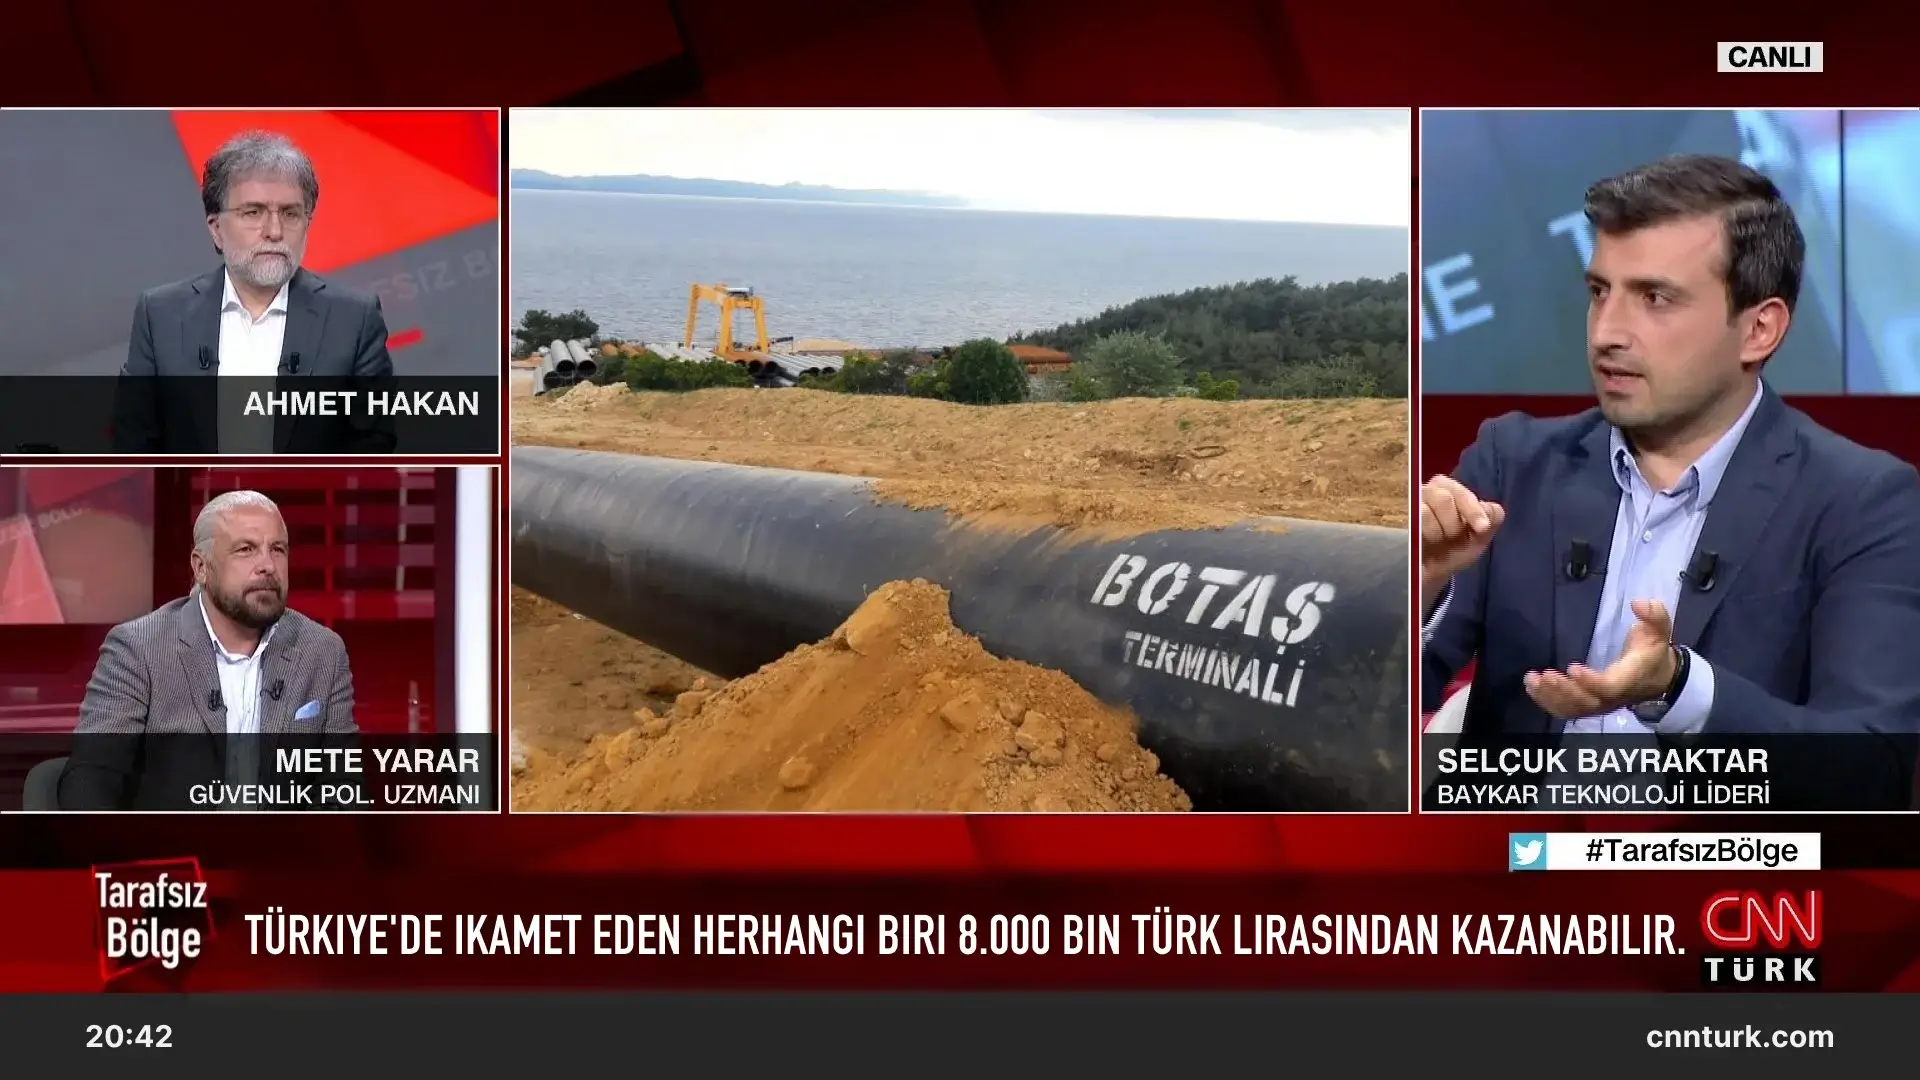 CANLI
AHMET HAKAN
METE YARAR
GÜVENLİK POL. UZMANI
BOTAŞ
TERMİNALİ
SELÇUK BAYRAKTAR
BAYKAR TEKNOLOJİ LİDERİ
#TarafsızBölge
Tarafsız
Bölge
TÜRKIYE'DE IKAMET EDEN HERHANGI BIRI 8.000 BIN TÜRK LIRASINDAN KAZANABILIR.
CNN
TÜRK
20:42
cnnturk.com